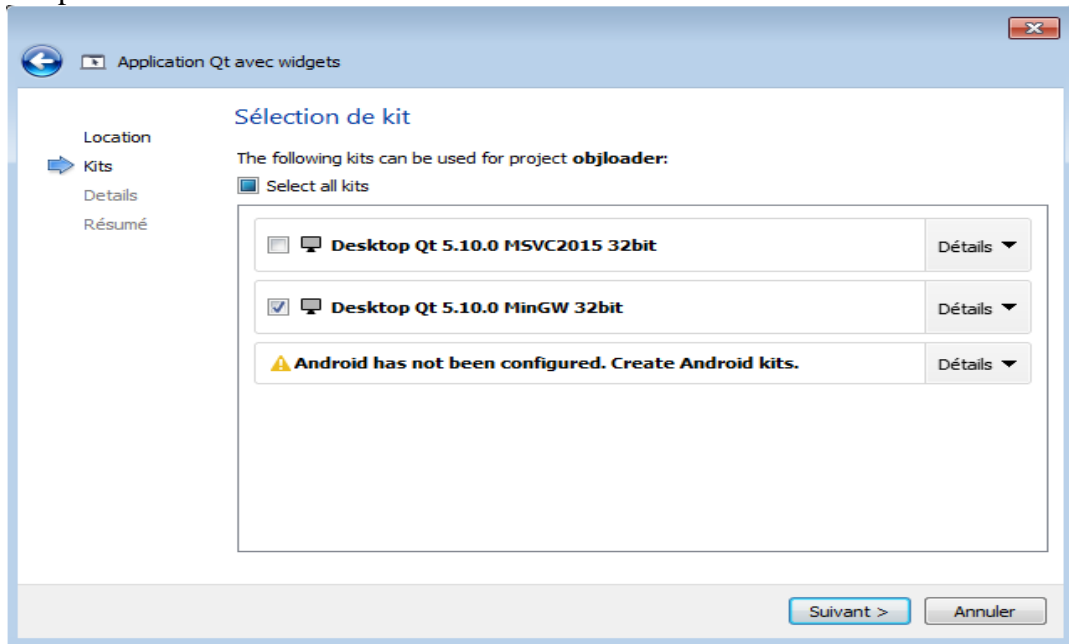 Application Qt avec widgets
Location
Kits
Details
Résumé
Sélection de kit
The following kits can be used for project objloader:
Select all kits
Desktop Qt 5.10.0 MSVC2015 32bit
Détails
Desktop Qt 5.10.0 MinGW 32bit
Détails
Android has not been configured. Create Android kits.
Détails
Suivant >
Annuler